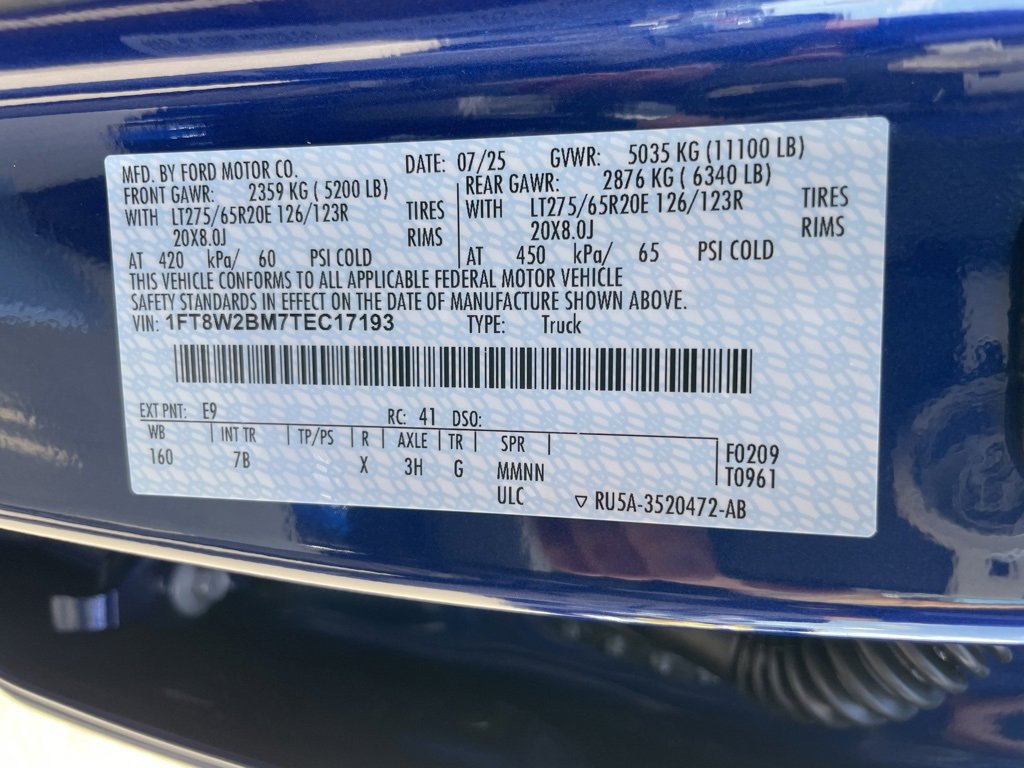 MFD. BY FORD MOTOR CO. DATE: 07/25 GVWR: 5035 KG (11100 LB)
FRONT GAWR: 2359 KG ( 5200 LB) REAR GAWR: 2876 KG ( 6340 LB)
WITH LT275/65R20E 126/123R TIRES WITH LT275/65R20E 126/123R TIRES
20X8.0J RIMS 20X8.0J RIMS
AT 420 kPa/ 60 PSI COLD AT 450 kPa/ 65 PSI COLD
THIS VEHICLE CONFORMS TO ALL APPLICABLE FEDERAL MOTOR VEHICLE
SAFETY STANDARDS IN EFFECT ON THE DATE OF MANUFACTURE SHOWN ABOVE.
VIN: 1FT8W2BM7TEC17193 TYPE: Truck
EXT PNT: E9 RC: 41 DSO:
WB INT TR TP/PS R AXLE TR SPR F0209
160 7B X 3H G MMNN T0961
ULC ▽ RU5A-3520472-AB